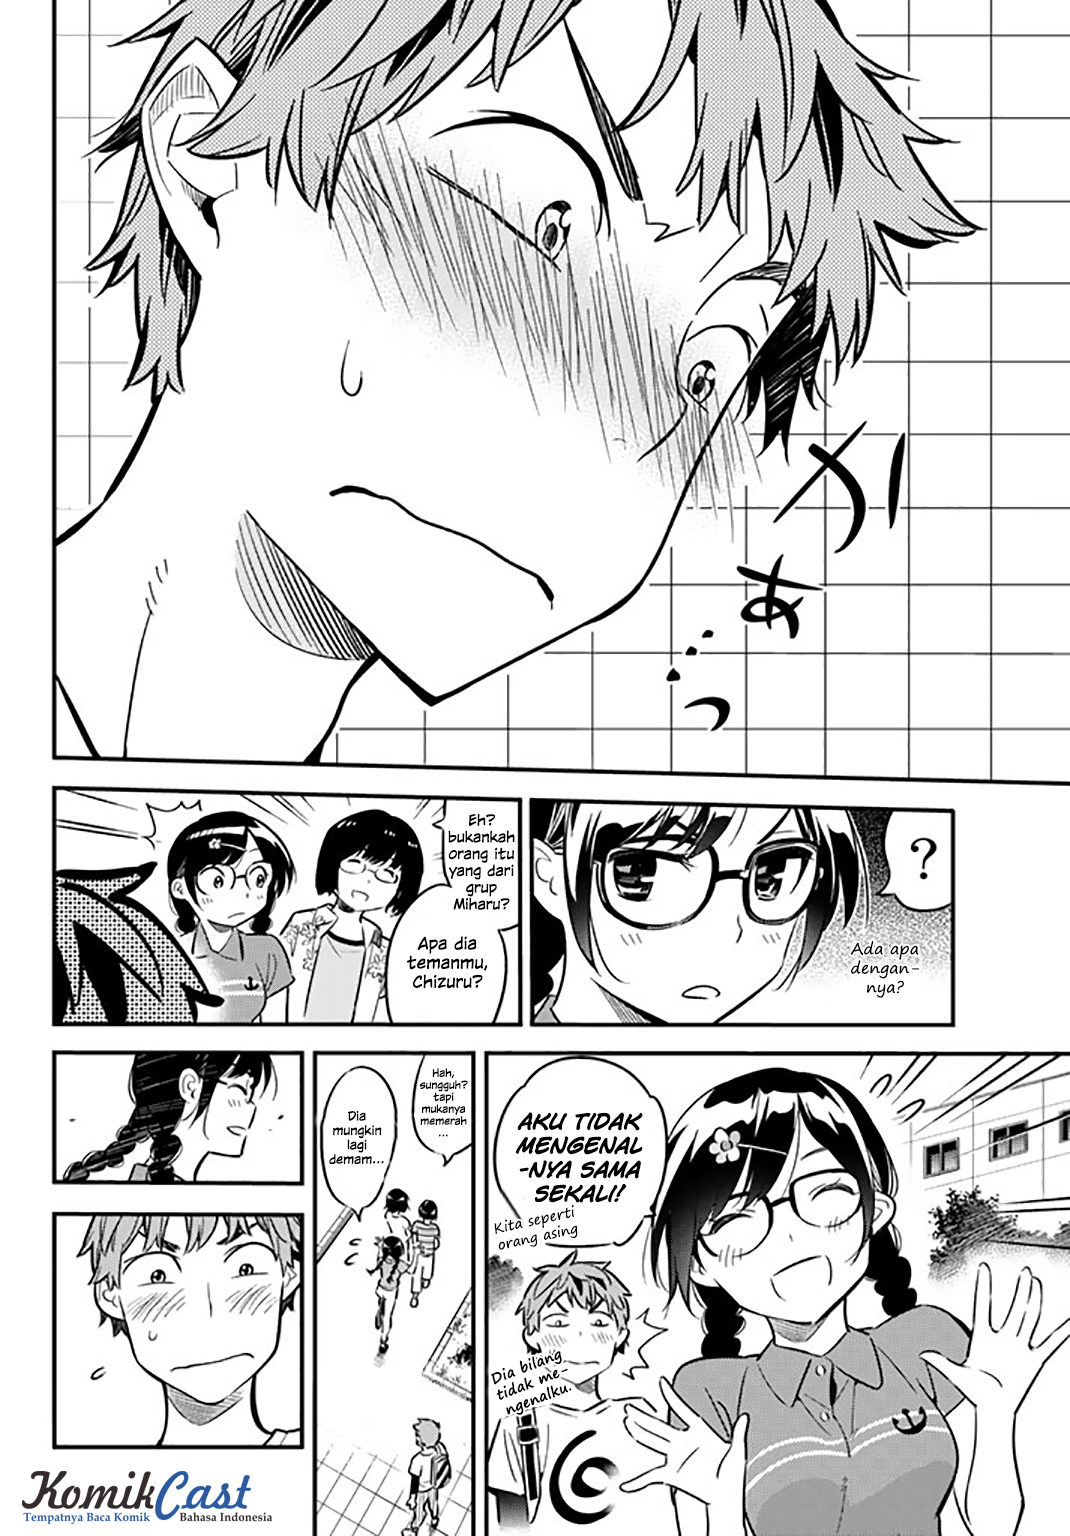 かぁっ
?
Ada apa
dengan-
nya?
Eh?
bukankah
orang itu
yang dari
grup
Miharu?
Apa dia
temanmu,
Chizuru?
AKU TIDAK
MENGENAL
-NYA SAMA
SEKALI!
Kita seperti
orang asing
Dia bilang
tidak me-
ngenalku.
Hah,
sungguh?
tapi
mukanya
memerah
...
Dia
mungkin
lagi
demam...
KomikCast
Tempatnya Baca Komik Bahasa Indonesia